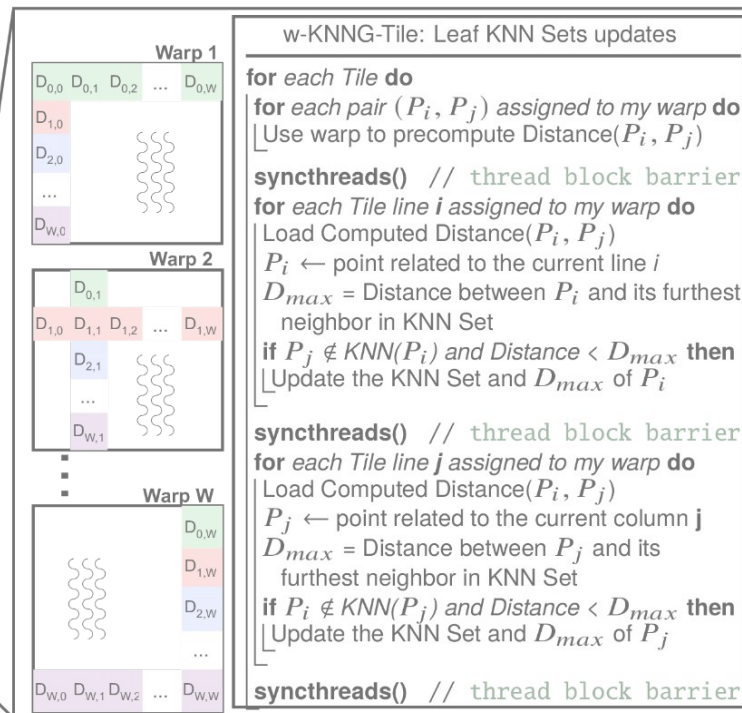 Warp 1
D0,0 D0,1 D0,2 ... D0,W
D1,0
D2,0
...
DW,0
Warp 2
D0,1
D1,0 D1,1 D1,2 ... D1,W
D2,1
...
DW,1
Warp W
D0,W
D1,W
D2,W
...
DW,0 DW,1 DW,2 ... DW,W
w-KNNG-Tile: Leaf KNN Sets updates
for each Tile do
for each pair (Pi, Pj) assigned to my warp do
Use warp to precompute Distance(Pi, Pj)
syncthreads() // thread block barrier
for each Tile line i assigned to my warp do
Load Computed Distance(Pi, Pj)
Pi ← point related to the current line i
Dmax = Distance between Pi and its furthest
neighbor in KNN Set
if Pj ∉ KNN(Pi) and Distance < Dmax then
Update the KNN Set and Dmax of Pi
syncthreads() // thread block barrier
for each Tile line j assigned to my warp do
Load Computed Distance(Pi, Pj)
Pj ← point related to the current column j
Dmax = Distance between Pj and its
furthest neighbor in KNN Set
if Pi ∉ KNN(Pj) and Distance < Dmax then
Update the KNN Set and Dmax of Pj
syncthreads() // thread block barrier